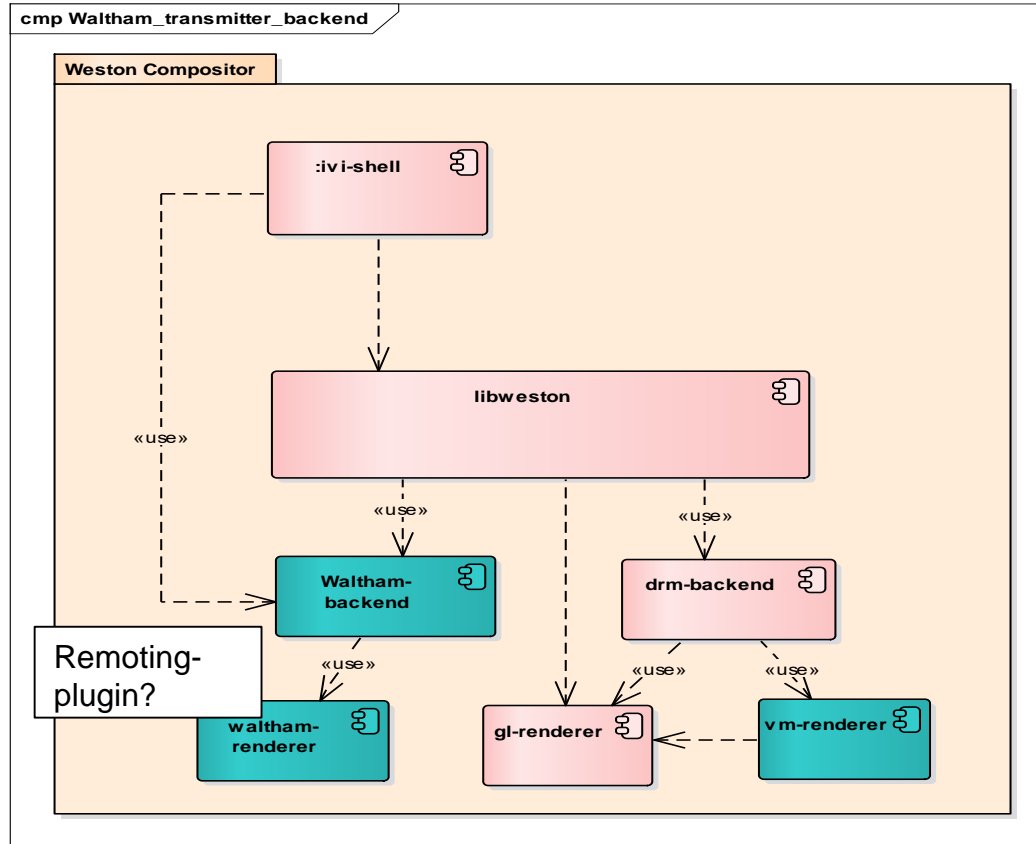 cmp Waltham_transmitter_backend
Weston Compositor
:ivi-shell
libweston
«use»
«use»
«use»
Waltham-
backend
drm-backend
Remoting-
plugin?
«use»
«use»
«use»
waltham-
renderer
gl-renderer
vm-renderer